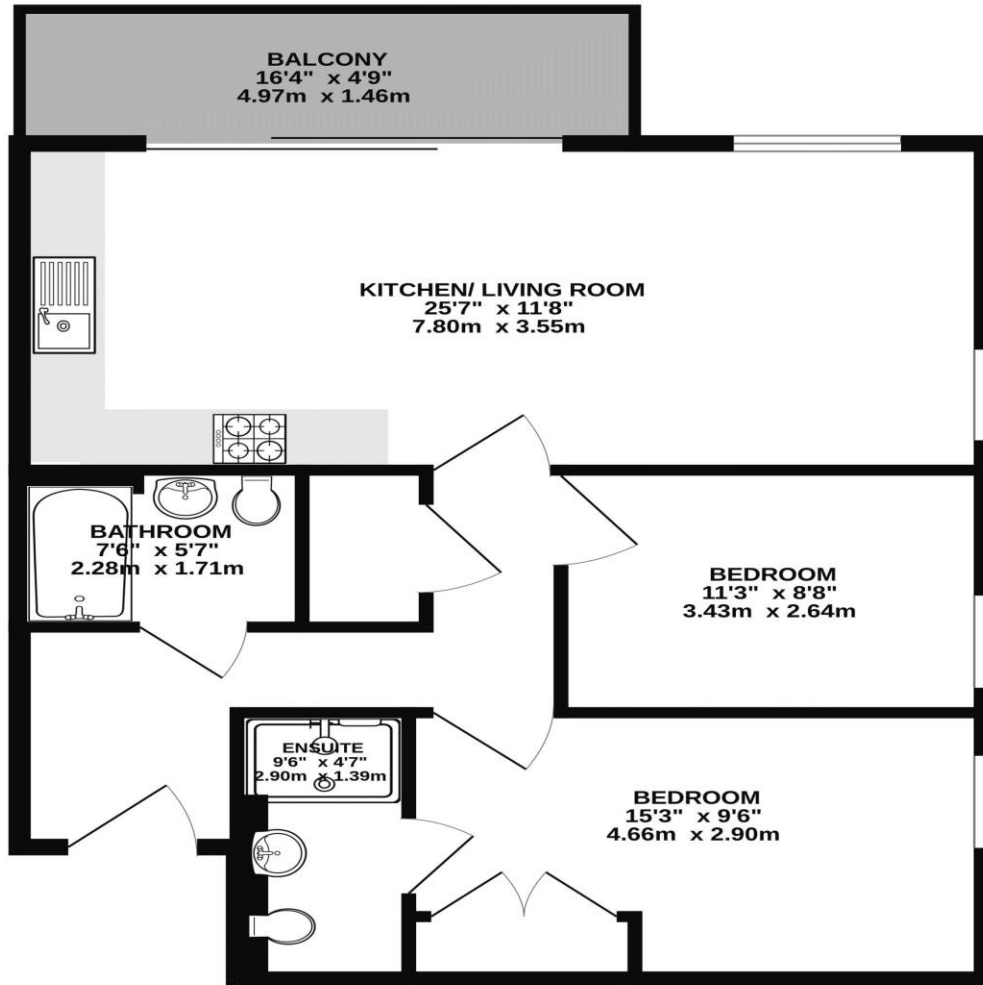 BALCONY
16'4" x 4'9"
4.97m x 1.46m
KITCHEN/ LIVING ROOM
25'7" x 11'8"
7.80m x 3.55m
BATHROOM
7'6" x 5'7"
2.28m x 1.71m
BEDROOM
11'3" x 8'8"
3.43m x 2.64m
ENSUITE
9'6" x 4'7"
2.90m x 1.39m
BEDROOM
15'3" x 9'6"
4.66m x 2.90m